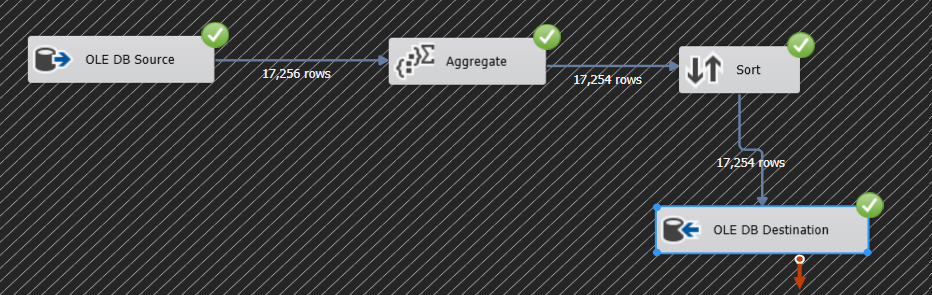 OLE DB Source
17,256 rows
Aggregate
17,254 rows
Sort
17,254 rows
OLE DB Destination